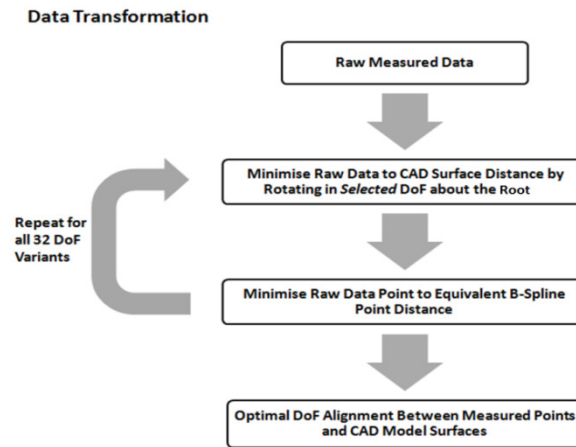 Data Transformation
Raw Measured Data
Minimise Raw Data to CAD Surface Distance by
Rotating in Selected DoF about the Root
Repeat for
all 32 DoF
Variants
Minimise Raw Data Point to Equivalent B-Spline
Point Distance
Optimal DoF Alignment Between Measured Points
and CAD Model Surfaces